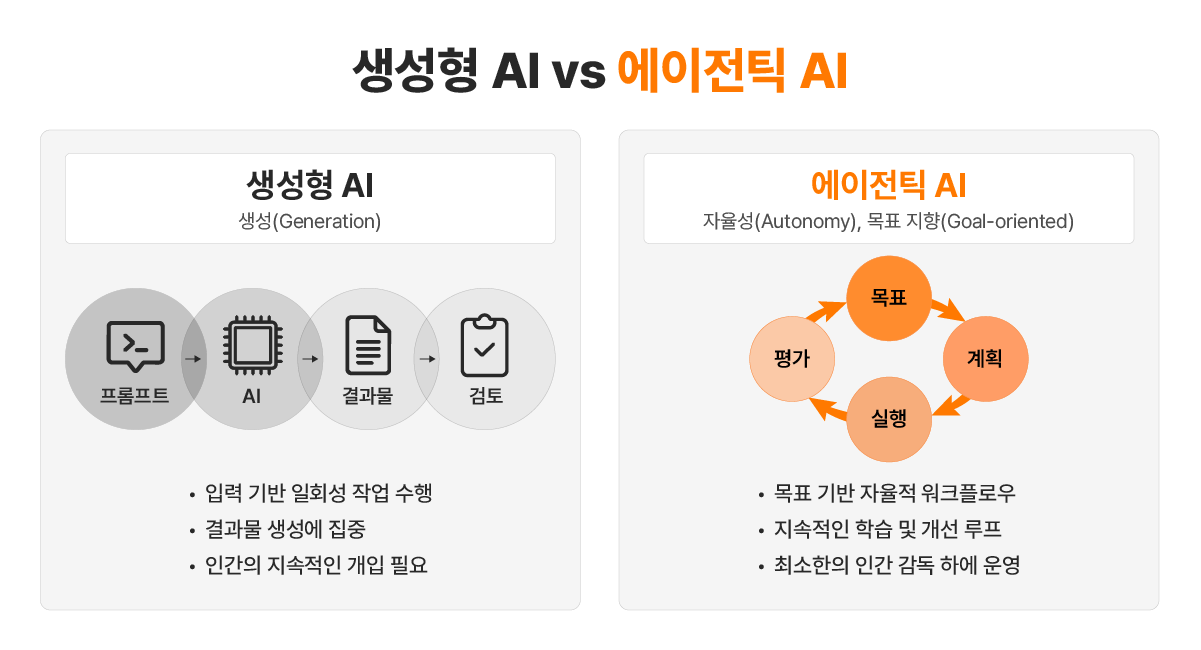 생성형 AI vs 에이전틱 AI
생성형 AI
생성(Generation)
프롬프트
AI
결과물
검토
• 입력 기반 일회성 작업 수행
• 결과물 생성에 집중
• 인간의 지속적인 개입 필요
에이전틱 AI
자율성(Autonomy), 목표 지향(Goal-oriented)
목표
계획
실행
평가
• 목표 기반 자율적 워크플로우
• 지속적인 학습 및 개선 루프
• 최소한의 인간 감독 하에 운영